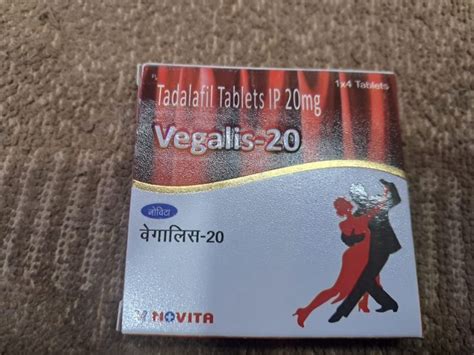 Tadalafil Tablets IP 20mg
1x4 Tablets
Vegalis-20
नोविटा
वेगालिस-20
NOVITA